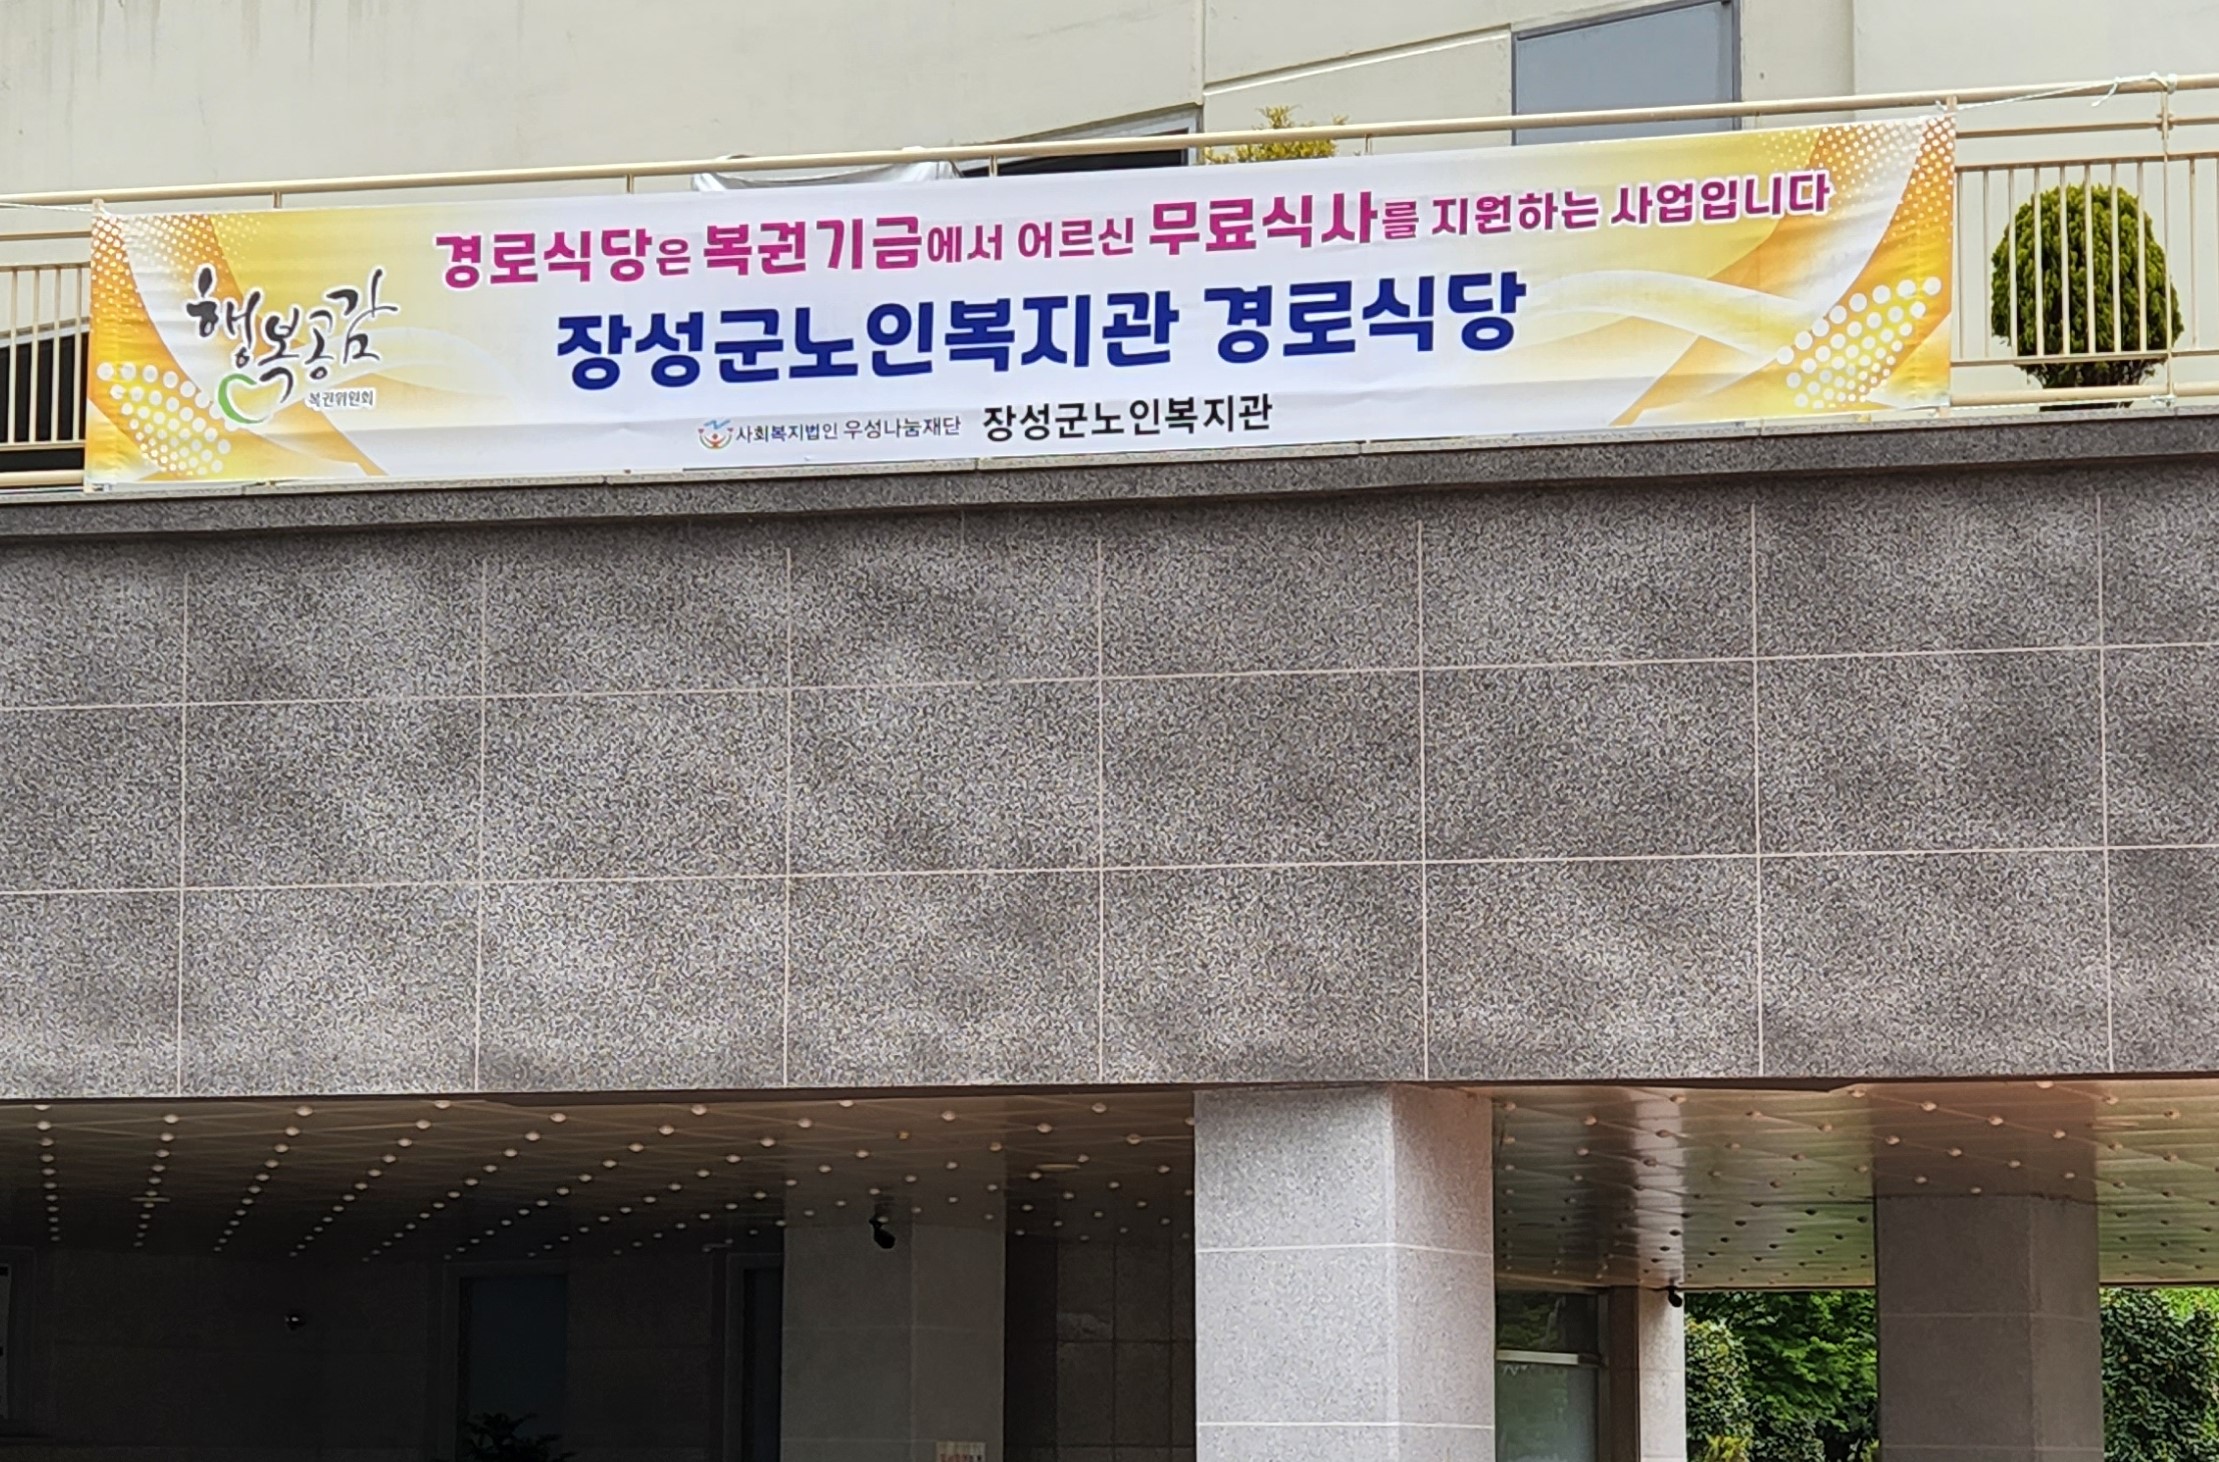 경로식당은 복권기금에서 어르신 무료식사를 지원하는 사업입니다
행복공감
복권위원회
장성군노인복지관 경로식당
사회복지법인 우성나눔재단 장성군노인복지관